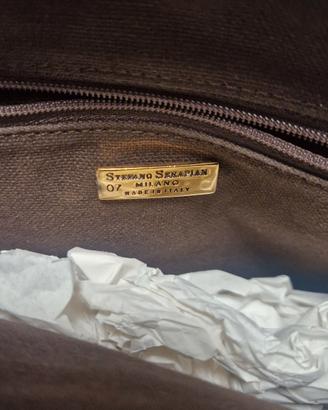 STEFANO SERAPIAN
07 MILANO
MADE IN ITALY